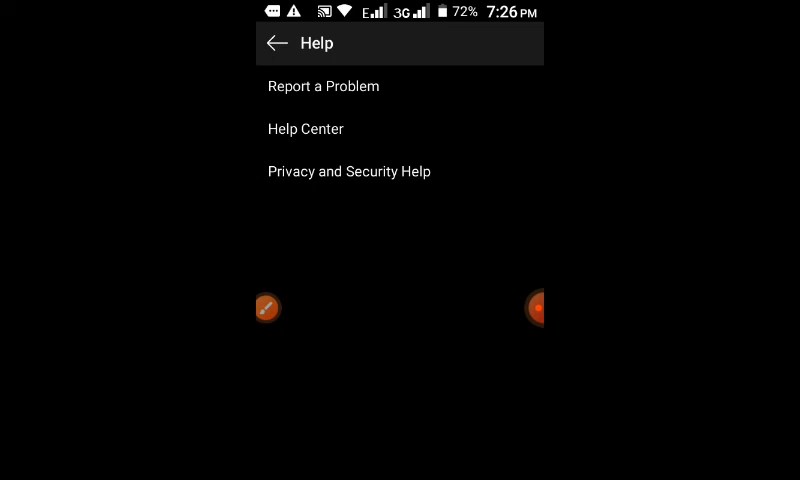 E 3G 72% 7:26 PM
Help
Report a Problem
Help Center
Privacy and Security Help